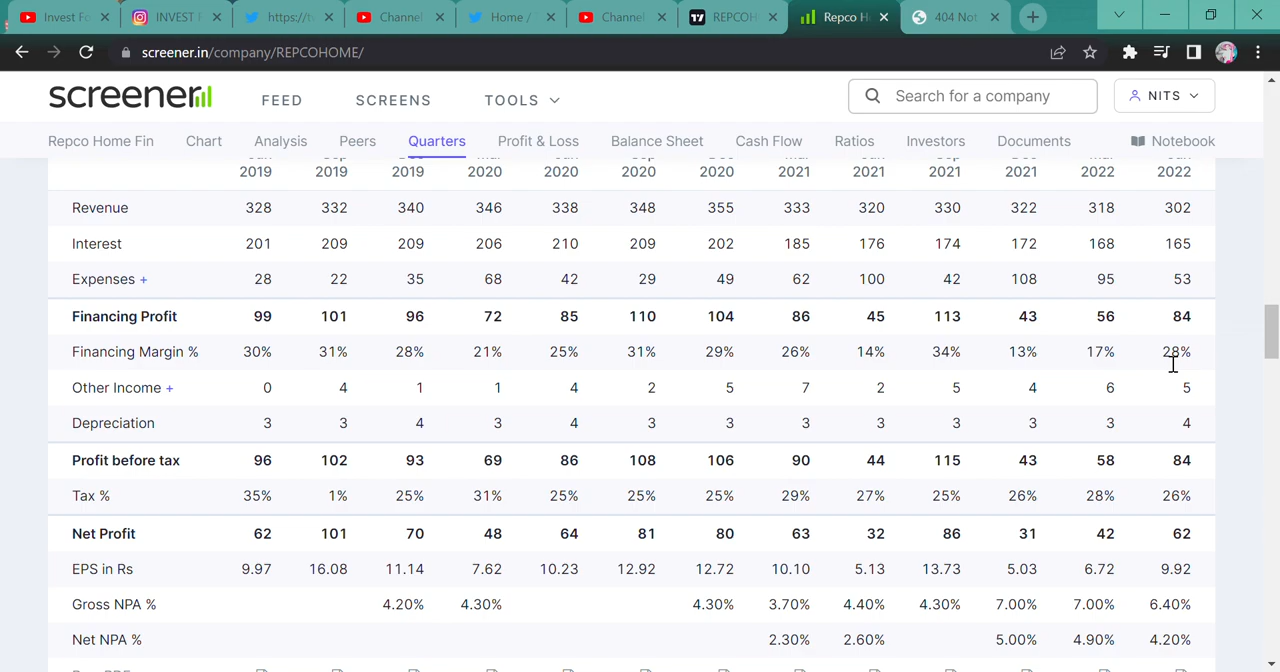 Invest Fo
INVEST F
https://t
Channel
Home /
Channel
REPCOH
Repco H
404 Not
screener.in/company/REPCOHOME/
screener
FEED
SCREENS
TOOLS
Search for a company
NITS
Repco Home Fin Chart Analysis Peers Quarters Profit & Loss Balance Sheet Cash Flow Ratios Investors Documents Notebook
2019 2019 2019 2020 2020 2020 2020 2021 2021 2021 2021 2022 2022
Revenue 328 332 340 346 338 348 355 333 320 330 322 318 302
Interest 201 209 209 206 210 209 202 185 176 174 172 168 165
Expenses + 28 22 35 68 42 29 49 62 100 42 108 95 53
Financing Profit 99 101 96 72 85 110 104 86 45 113 43 56 84
Financing Margin % 30% 31% 28% 21% 25% 31% 29% 26% 14% 34% 13% 17% 28%
Other Income + 0 4 1 1 4 2 5 7 2 5 4 6 5
Depreciation 3 3 4 3 4 3 3 3 3 3 3 3 4
Profit before tax 96 102 93 69 86 108 106 90 44 115 43 58 84
Tax % 35% 1% 25% 31% 25% 25% 25% 29% 27% 25% 26% 28% 26%
Net Profit 62 101 70 48 64 81 80 63 32 86 31 42 62
EPS in Rs 9.97 16.08 11.14 7.62 10.23 12.92 12.72 10.10 5.13 13.73 5.03 6.72 9.92
Gross NPA % 4.20% 4.30% 4.30% 3.70% 4.40% 4.30% 7.00% 7.00% 6.40%
Net NPA % 2.30% 2.60% 5.00% 4.90% 4.20%